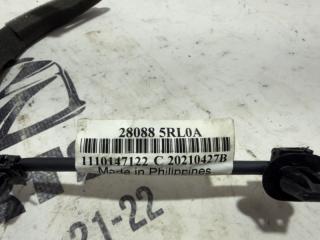 28088 5RL0A
1110147122 C 20210427B
Made in Philippines
21-22